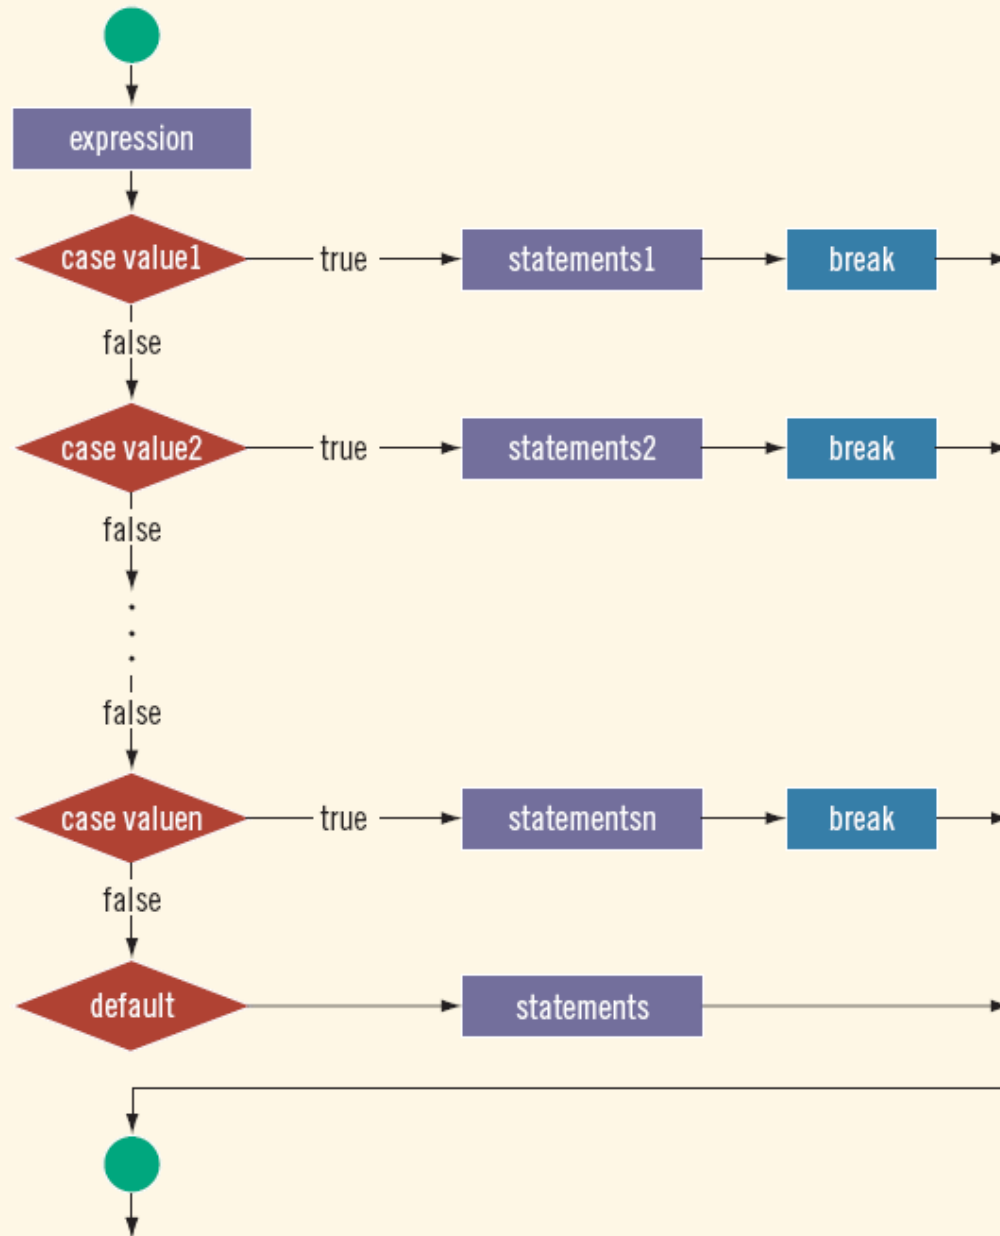 expression
case value1 true statements1 break
false
case value2 true statements2 break
false
false
case valuen true statementsn break
false
default statements